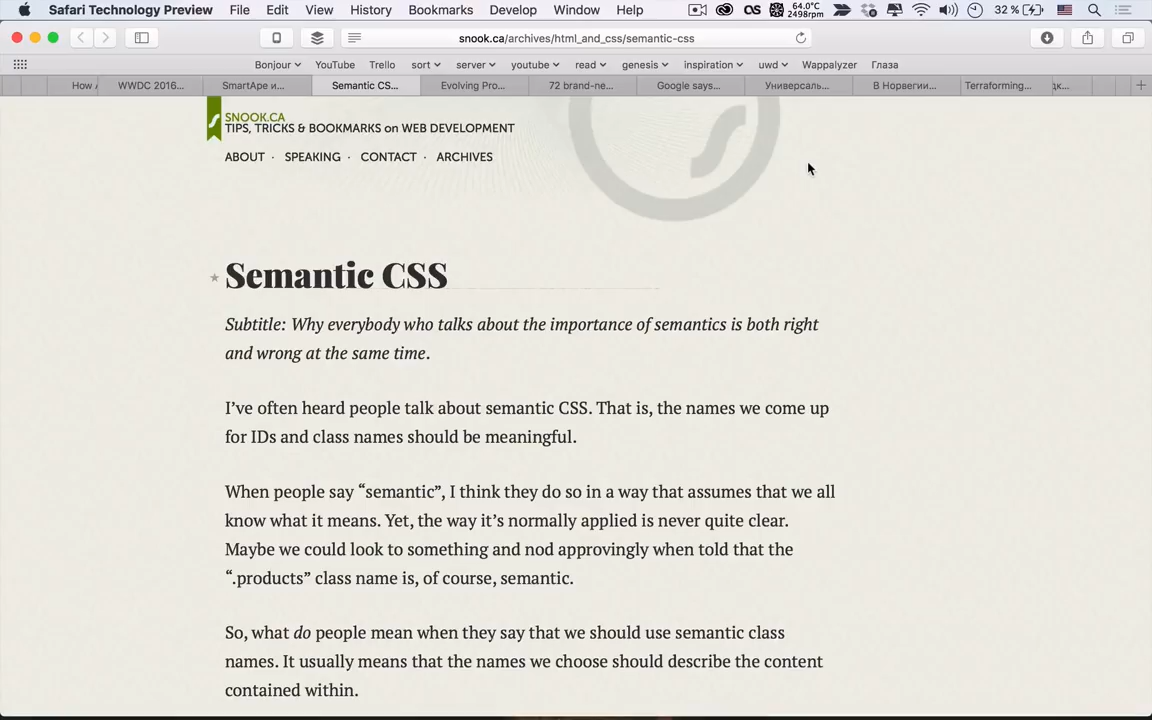 Safari Technology Preview File Edit View History Bookmarks Develop Window Help 64.0°C 2498rpm 32 %
snook.ca/archives/html_and_css/semantic-css
Bonjour YouTube Trello sort server youtube read genesis inspiration uwd Wappalyzer Глаза
How WWDC 2016... SmartApe и... Semantic CS... Evolving Pro... 72 brand-ne... Google says... Универсаль... В Норвегии... Terraforming...
SNOOK.CA
TIPS, TRICKS & BOOKMARKS on WEB DEVELOPMENT
ABOUT · SPEAKING · CONTACT · ARCHIVES
Semantic CSS
Subtitle: Why everybody who talks about the importance of semantics is both right
and wrong at the same time.
I’ve often heard people talk about semantic CSS. That is, the names we come up
for IDs and class names should be meaningful.
When people say “semantic”, I think they do so in a way that assumes that we all
know what it means. Yet, the way it’s normally applied is never quite clear.
Maybe we could look to something and nod approvingly when told that the
“.products” class name is, of course, semantic.
So, what do people mean when they say that we should use semantic class
names. It usually means that the names we choose should describe the content
contained within.